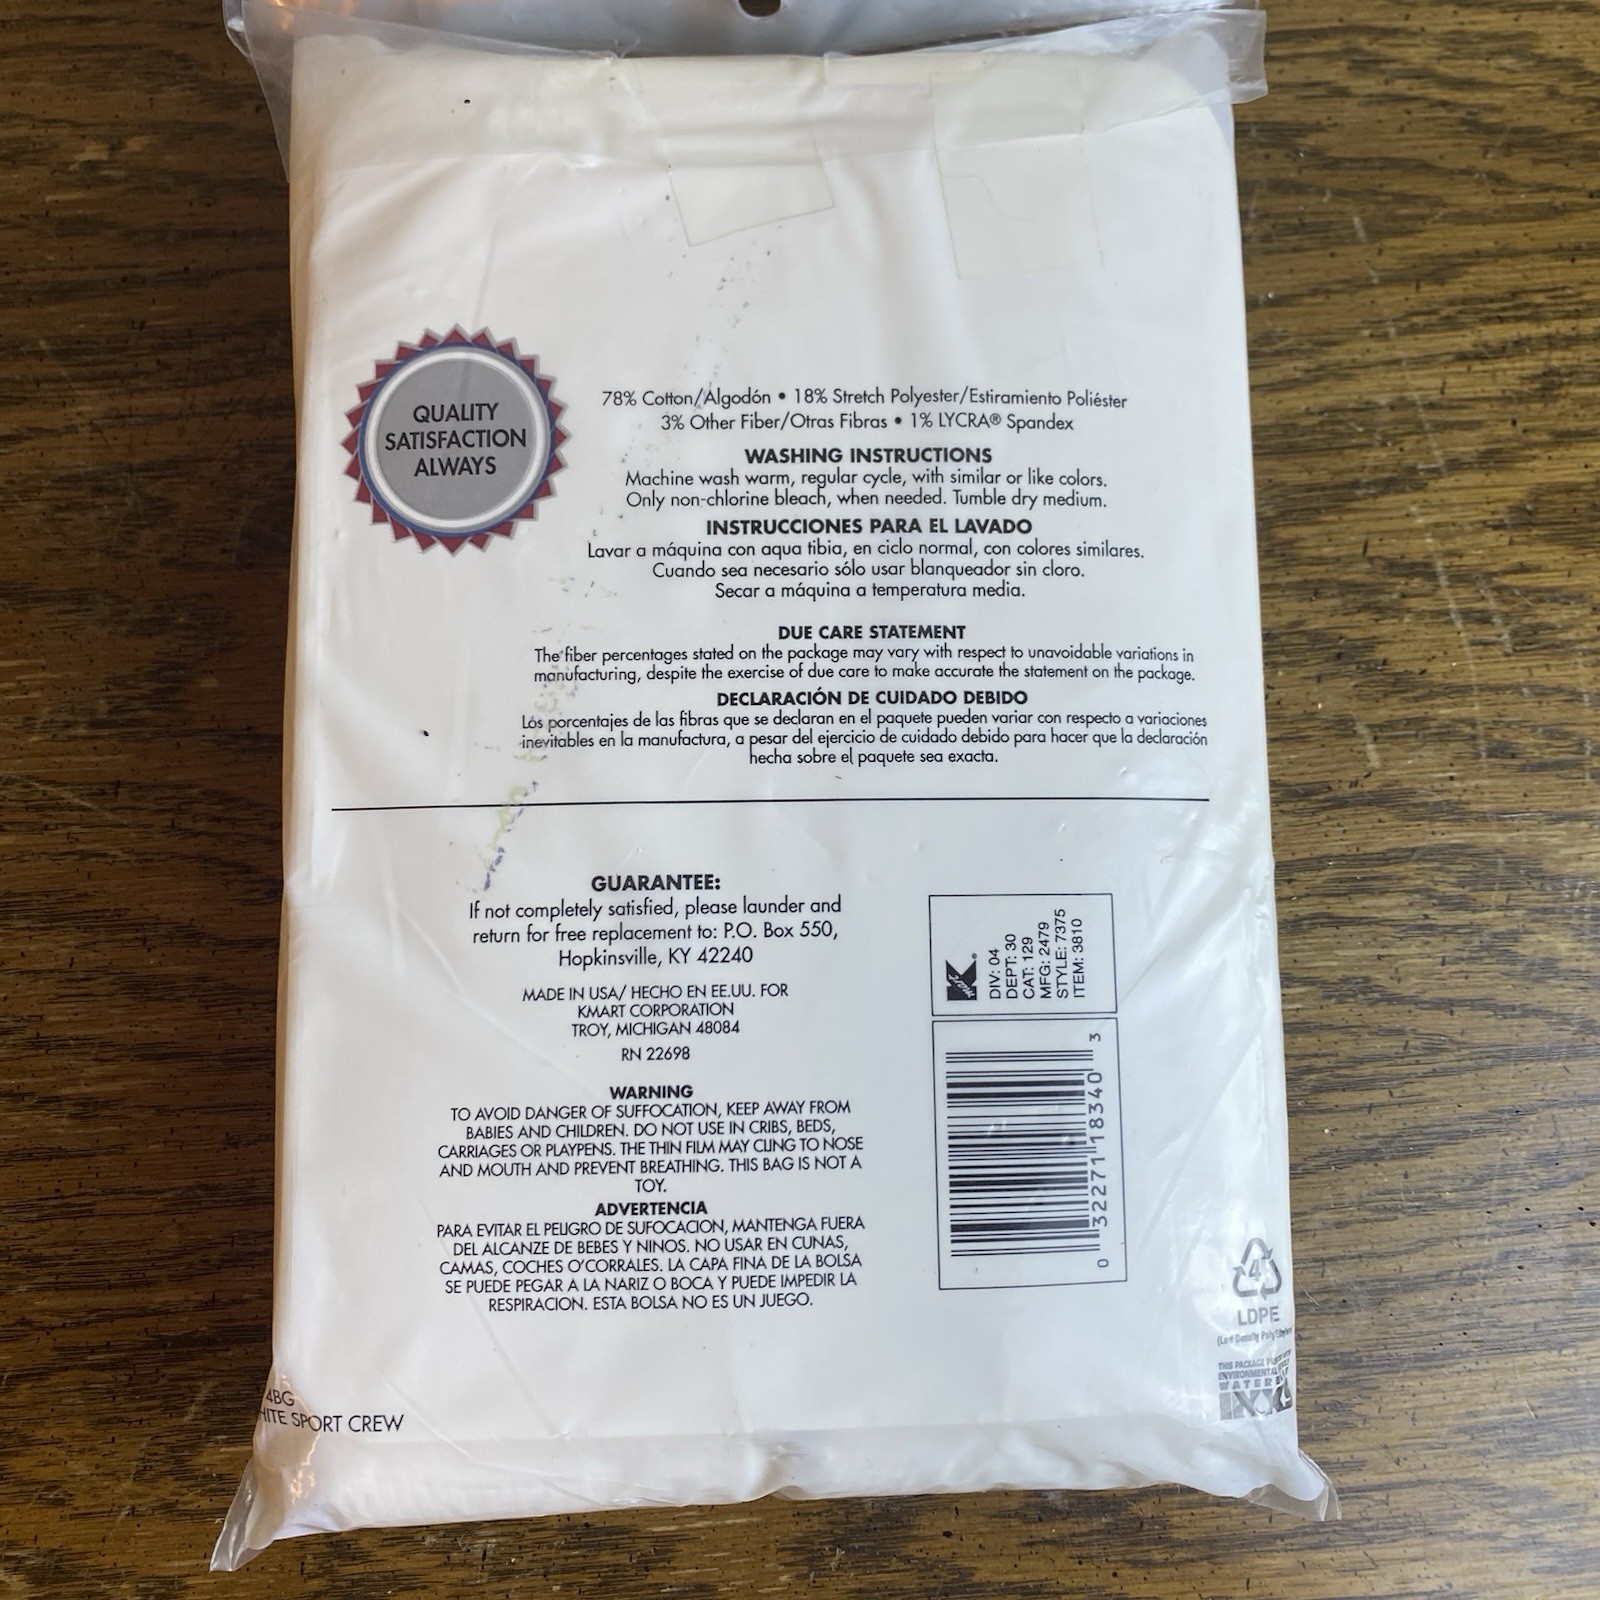 QUALITY
SATISFACTION
ALWAYS
78% Cotton/Algodón • 18% Stretch Polyester/Estiramiento Poliéster
3% Other Fiber/Otras Fibras • 1% LYCRA® Spandex
WASHING INSTRUCTIONS
Machine wash warm, regular cycle, with similar or like colors.
Only non-chlorine bleach, when needed. Tumble dry medium.
INSTRUCCIONES PARA EL LAVADO
Lavar a máquina con aqua tibia, en ciclo normal, con colores similares.
Cuando sea necesario sólo usar blanqueador sin cloro.
Secar a máquina a temperatura media.
DUE CARE STATEMENT
The fiber percentages stated on the package may vary with respect to unavoidable variations in
manufacturing, despite the exercise of due care to make accurate the statement on the package.
DECLARACIÓN DE CUIDADO DEBIDO
Los porcentajes de las fibras que se declaran en el paquete pueden variar con respecto a variaciones
inevitables en la manufactura, a pesar del ejercicio de cuidado debido para hacer que la declaración
hecha sobre el paquete sea exacta.
GUARANTEE:
If not completely satisfied, please launder and
return for free replacement to: P.O. Box 550,
Hopkinsville, KY 42240
MADE IN USA/ HECHO EN EE.UU. FOR
KMART CORPORATION
TROY, MICHIGAN 48084
RN 22698
WARNING
TO AVOID DANGER OF SUFFOCATION, KEEP AWAY FROM
BABIES AND CHILDREN. DO NOT USE IN CRIBS, BEDS,
CARRIAGES OR PLAYPENS. THE THIN FILM MAY CLING TO NOSE
AND MOUTH AND PREVENT BREATHING. THIS BAG IS NOT A
TOY.
ADVERTENCIA
PARA EVITAR EL PELIGRO DE SUFOCACION, MANTENGA FUERA
DEL ALCANZE DE BEBES Y NINOS. NO USAR EN CUNAS,
CAMAS, COCHES O'CORRALES. LA CAPA FINA DE LA BOLSA
SE PUEDE PEGAR A LA NARIZ O BOCA Y PUEDE IMPEDIR LA
RESPIRACION. ESTA BOLSA NO ES UN JUEGO.
K mart
DIV: 04
DEPT: 30
CAT: 129
MFG: 2479
STYLE: 7375
ITEM: 3810
0 32271 18340 3
4
LDPE
THIS PACKAGE
ENVIRONMENTAL
WATER
4BG
SPORT CREW